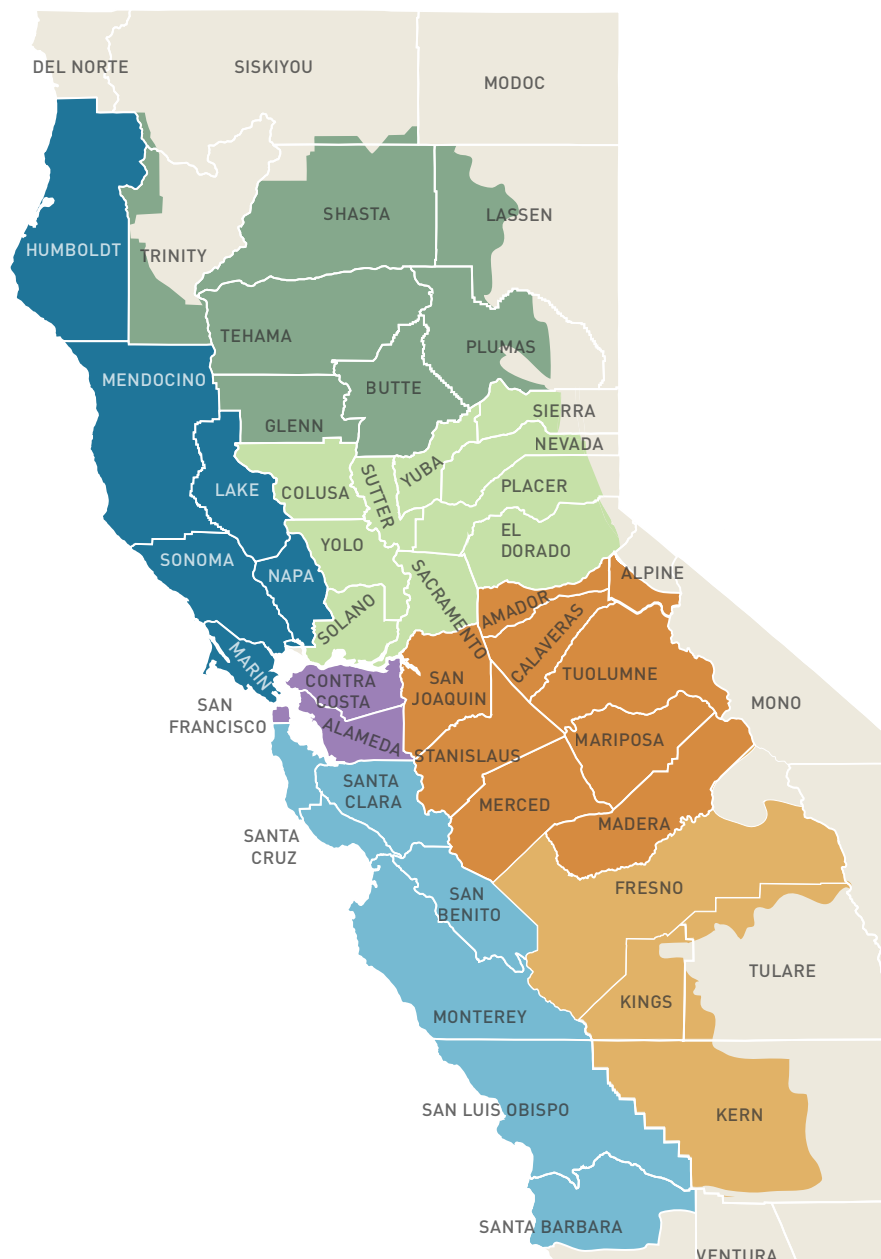 DEL NORTE
SISKIYOU
MODOC
SHASTA
LASSEN
HUMBOLDT
TRINITY
TEHAMA
PLUMAS
MENDOCINO
BUTTE
GLENN
SIERRA
NEVADA
YUBA
LAKE
COLUSA
SUTTER
PLACER
YOLO
EL
DORADO
SONOMA
NAPA
SACRAMENTO
ALPINE
SOLANO
AMADOR
CALAVERAS
MARIN
CONTRA
COSTA
SAN
JOAQUIN
TUOLUMNE
SAN
FRANCISCO
MONO
ALAMEDA
MARIPOSA
STANISLAUS
SANTA
CLARA
MERCED
MADERA
SANTA
CRUZ
FRESNO
SAN
BENITO
TULARE
KINGS
MONTEREY
SAN LUIS OBISPO
KERN
SANTA BARBARA
VENTURA